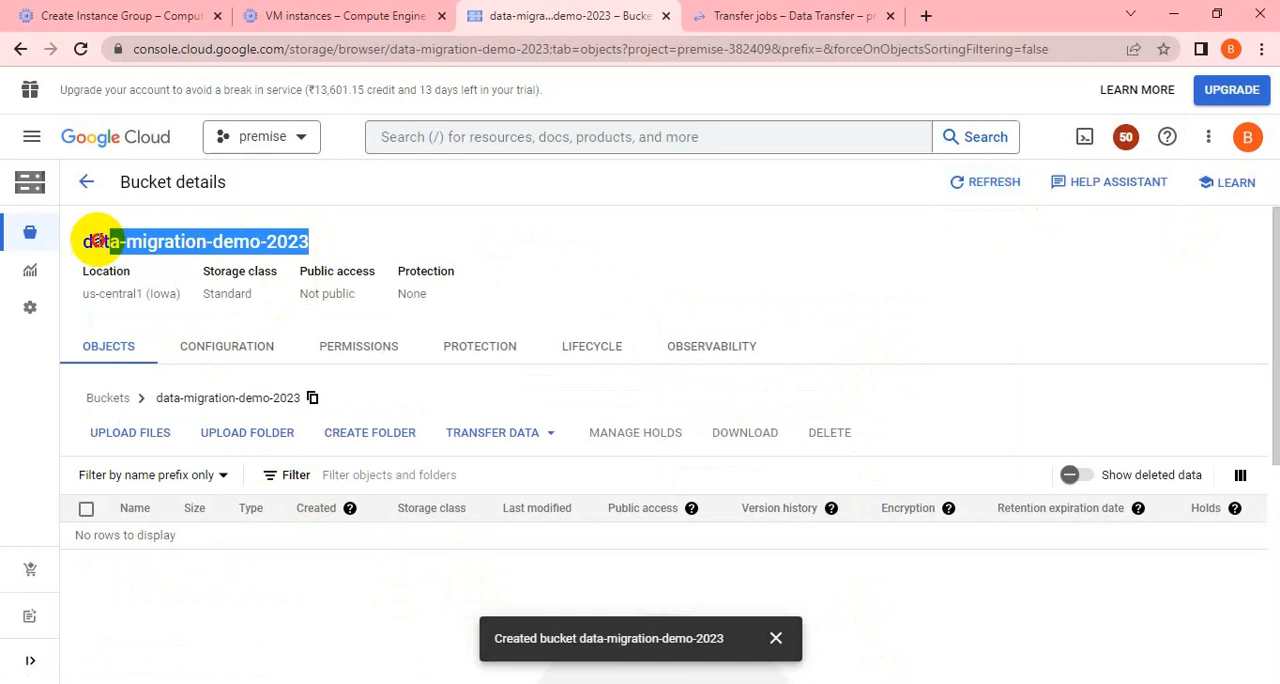 Create Instance Group – Comput
VM instances – Compute Engine
data-migra...demo-2023 – Bucke
Transfer jobs – Data Transfer – pr
console.cloud.google.com/storage/browser/data-migration-demo-2023;tab=objects?project=premise-382409&prefix=&forceOnObjectsSortingFiltering=false
B
Upgrade your account to avoid a break in service (₹13,601.15 credit and 13 days left in your trial).
LEARN MORE
UPGRADE
Google Cloud
premise
Search (/) for resources, docs, products, and more
Search
50
B
Bucket details
REFRESH
HELP ASSISTANT
LEARN
data-migration-demo-2023
Location Storage class Public access Protection
us-central1 (Iowa) Standard Not public None
OBJECTS CONFIGURATION PERMISSIONS PROTECTION LIFECYCLE OBSERVABILITY
Buckets > data-migration-demo-2023
UPLOAD FILES UPLOAD FOLDER CREATE FOLDER TRANSFER DATA MANAGE HOLDS DOWNLOAD DELETE
Filter by name prefix only Filter Filter objects and folders Show deleted data
Name Size Type Created Storage class Last modified Public access Version history Encryption Retention expiration date Holds
No rows to display
Created bucket data-migration-demo-2023